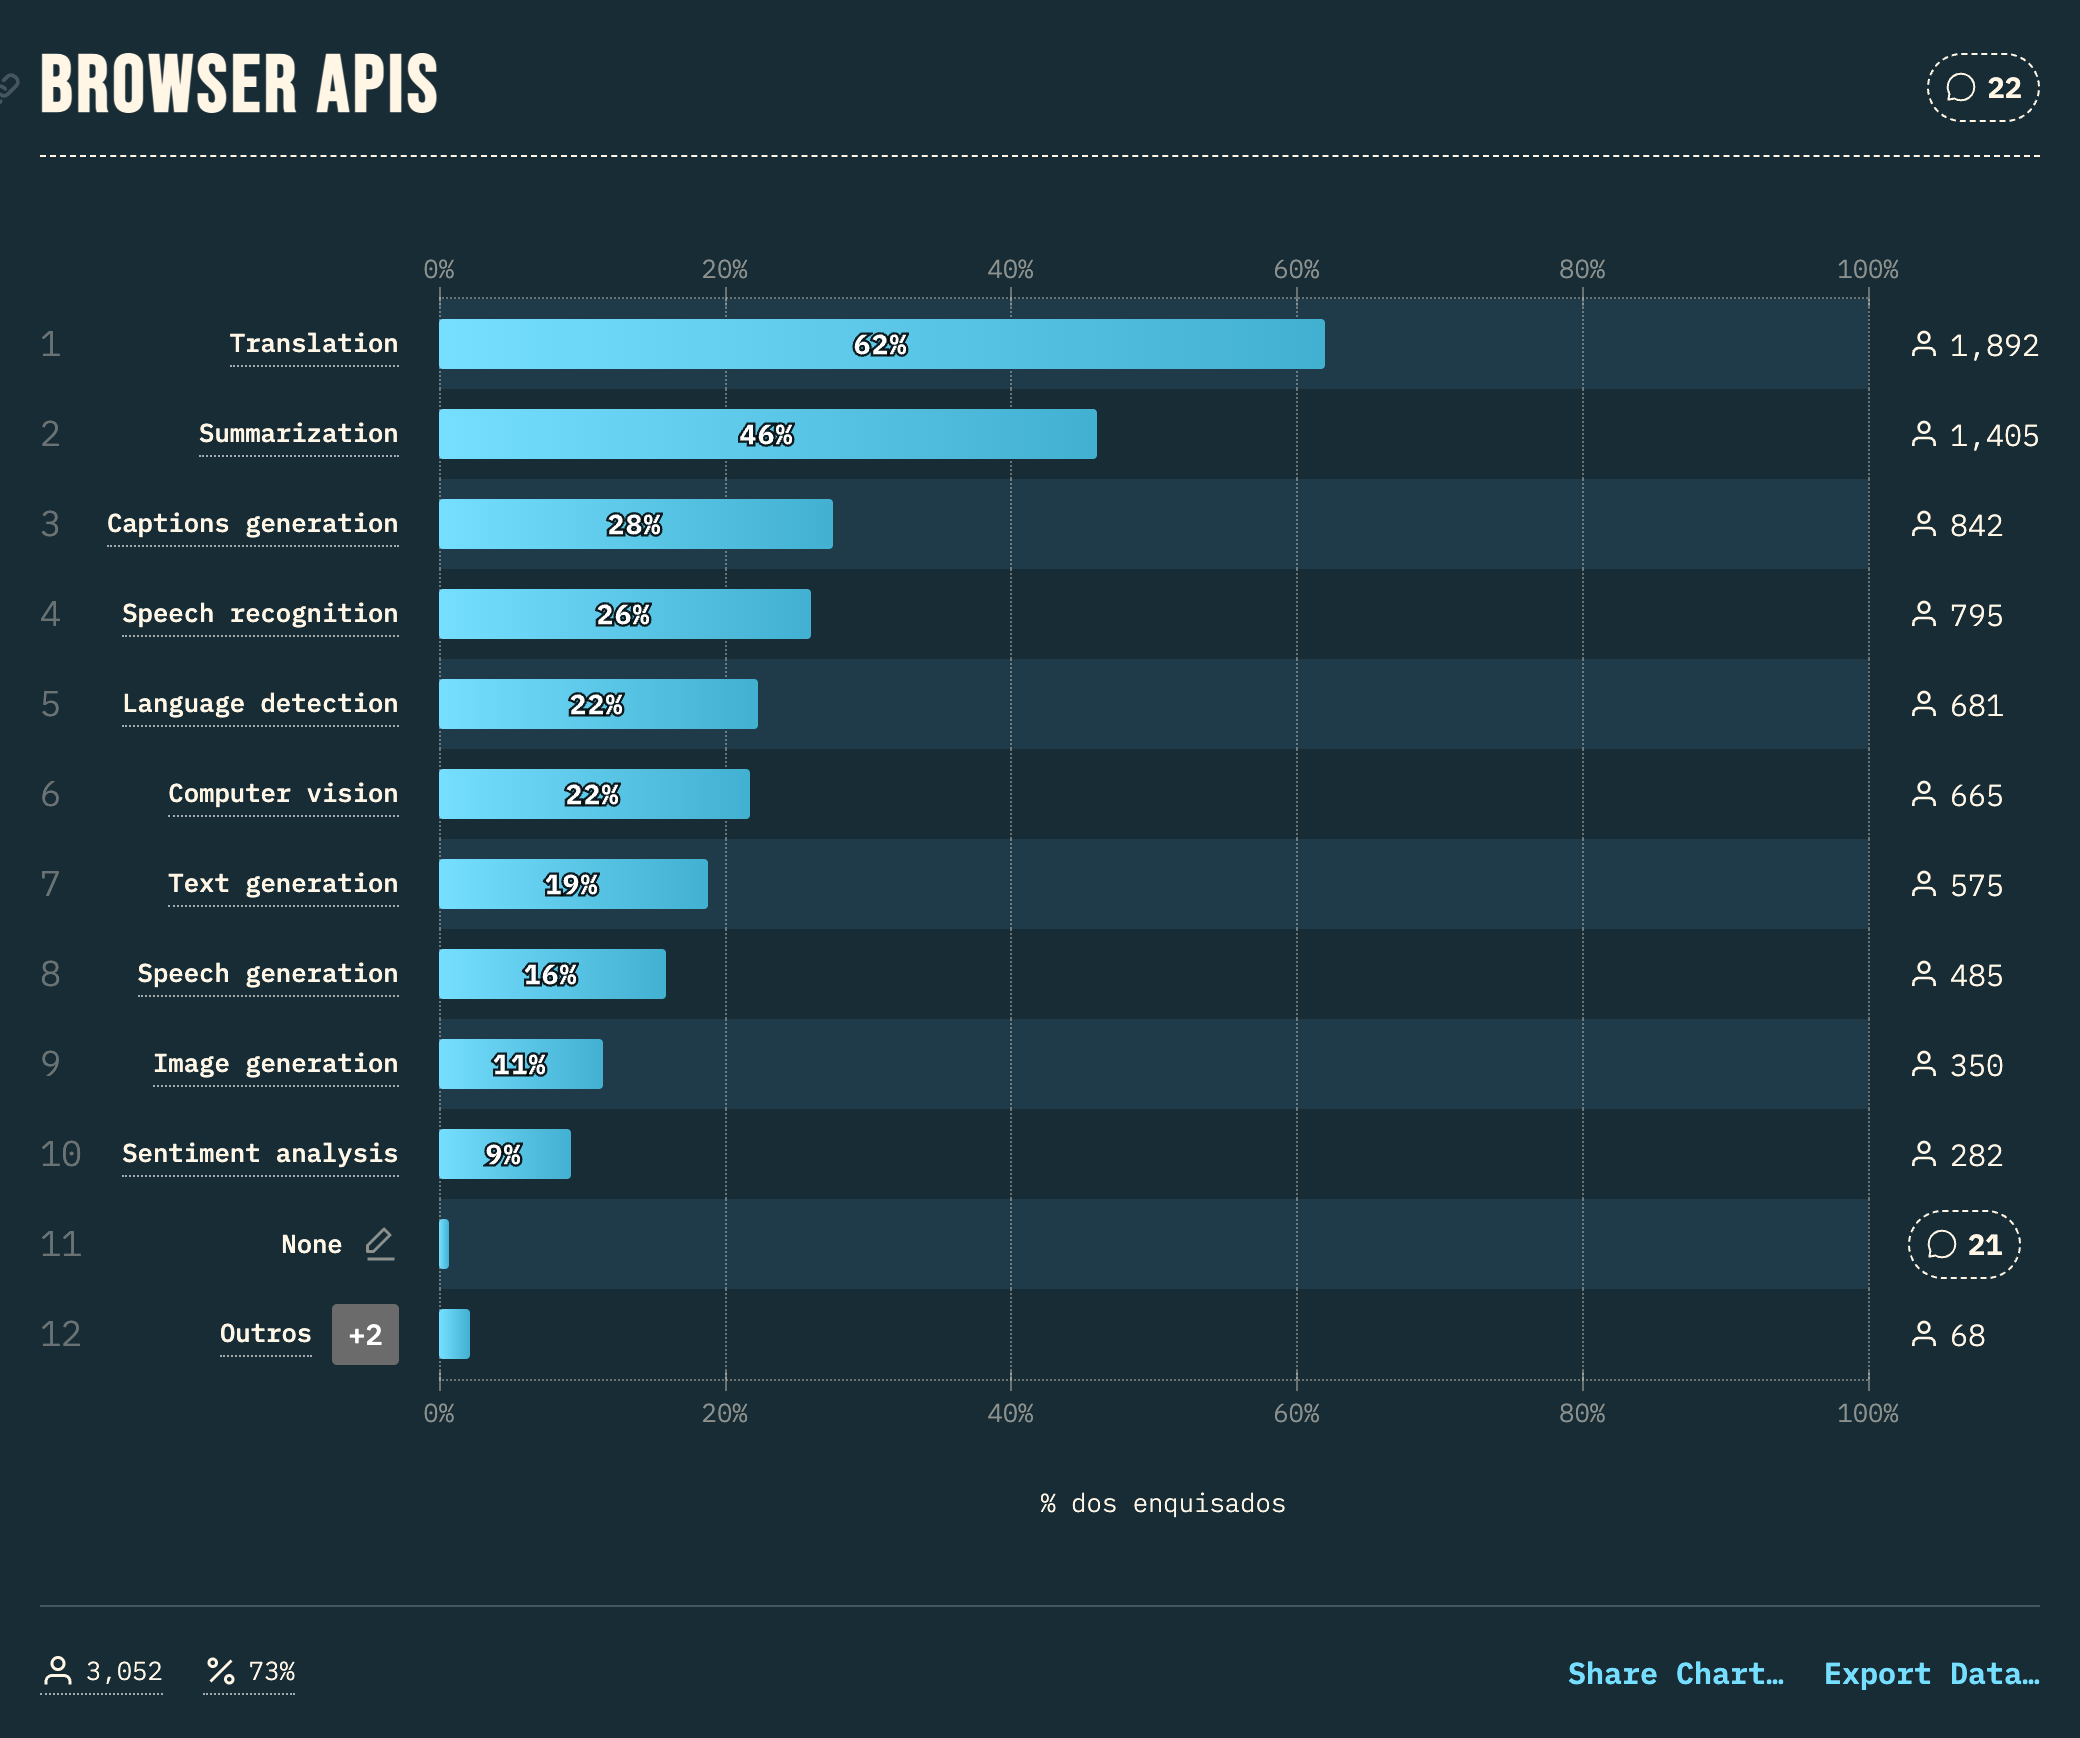 BROWSER APIS
22
0% 20% 40% 60% 80% 100%
1 Translation 62% 1,892
2 Summarization 46% 1,405
3 Captions generation 28% 842
4 Speech recognition 26% 795
5 Language detection 22% 681
6 Computer vision 22% 665
7 Text generation 19% 575
8 Speech generation 16% 485
9 Image generation 11% 350
10 Sentiment analysis 9% 282
11 None 21
12 Outros +2 68
0% 20% 40% 60% 80% 100%
% dos enquisados
3,052 % 73% Share Chart… Export Data…